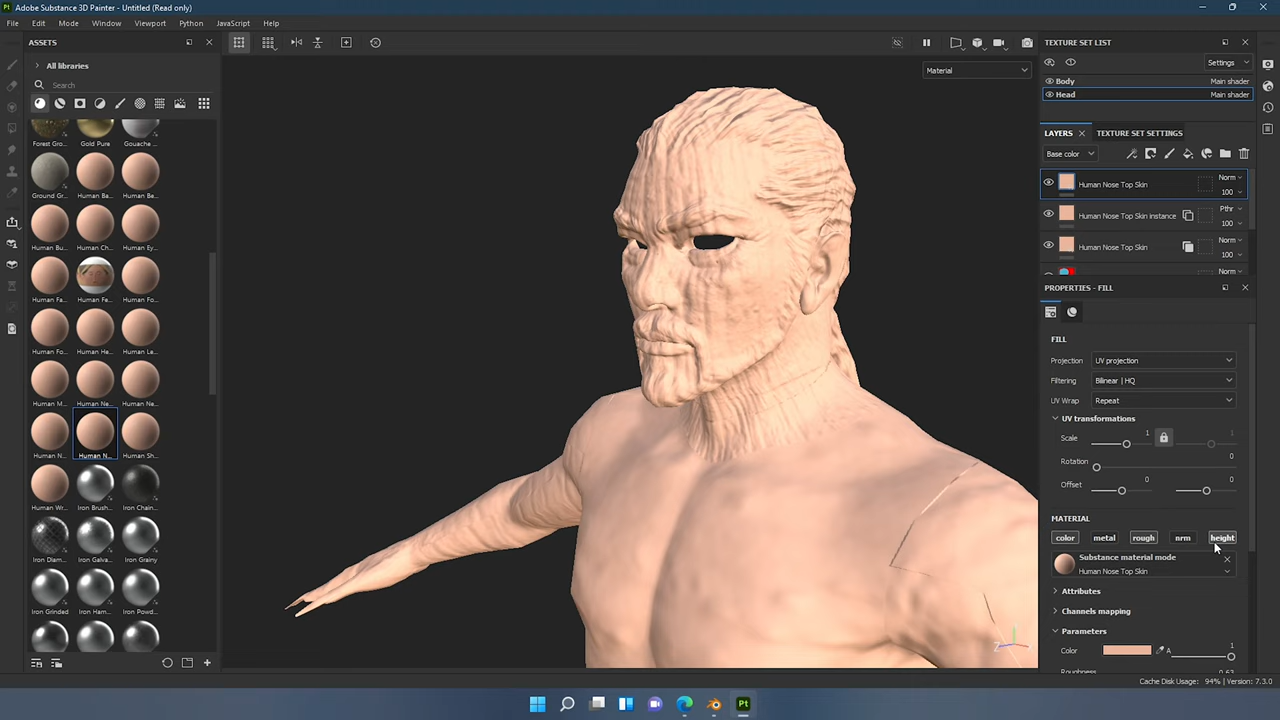 Pt Adobe Substance 3D Painter - Untitled (Read only)
File Edit Mode Window Viewport Python JavaScript Help
ASSETS
All libraries
Search
Forest Gro... Gold Pure Gouache ...
Ground Gr... Human Ba... Human Be...
Human Bu... Human Ch... Human Ey...
Human Fa... Human Fe... Human Fo...
Human Fo... Human Ha... Human La...
Human M... Human Na... Human Ne...
Human N... Human N... Human Sh...
Human Wr... Iron Brush... Iron Chain...
Iron Diam... Iron Galva... Iron Grainy
Iron Grinded Iron Ham... Iron Powd...
Material
Z
TEXTURE SET LIST
Settings
Body Main shader
Head Main shader
LAYERS TEXTURE SET SETTINGS
Base color
Human Nose Top Skin Norm 100
Human Nose Top Skin instance Pthr 100
Human Nose Top Skin Norm 100
Norm
PROPERTIES - FILL
FILL
Projection UV projection
Filtering Bilinear | HQ
UV Wrap Repeat
UV transformations
Scale 1 1
Rotation 0
Offset 0 0
MATERIAL
color metal rough nrm height
Substance material mode
Human Nose Top Skin
Attributes
Channels mapping
Parameters
Color A 1
Cache Disk Usage: 94% | Version: 7.3.0
Pt